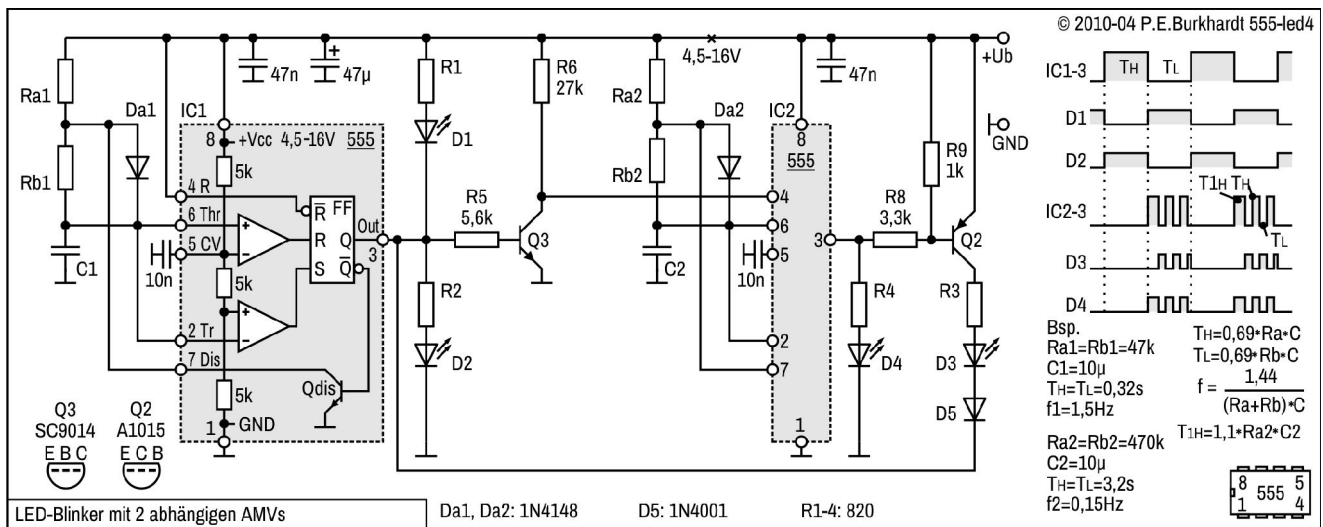 © 2010-04 P.E.Burkhardt 555-led4
4,5-16V
+Ub
47n
47µ
R1
R6
27k
Ra2
47n
Ra1
Da1
IC1
8
+Vcc 4,5-16V 555
D1
Da2
IC2
8
555
R9
1k
GND
Rb1
5k
4 R
6 Thr
5 CV
R FF
R Q
S Q
Out
3
R5
5,6k
Q3
Rb2
4
6
5
3
R8
3,3k
Q2
C1
10n
5k
C2
10n
R2
R4
R3
2 Tr
7 Dis
D2
2
7
D4
D3
Qdis
5k
D5
1
GND
1
Q3
SC9014
E B C
Q2
A1015
E C B
IC1-3
TH
TL
D1
D2
T1H TH
IC2-3
TL
D3
D4
Bsp.
Ra1=Rb1=47k
C1=10µ
TH=TL=0,32s
f1=1,5Hz
Ra2=Rb2=470k
C2=10µ
TH=TL=3,2s
f2=0,15Hz
TH=0,69*Ra*C
TL=0,69*Rb*C
f = 1,44
(Ra+Rb)*C
T1H=1,1*Ra2*C2
8 5
555
1 4
LED-Blinker mit 2 abhängigen AMVs
Da1, Da2: 1N4148
D5: 1N4001
R1-4: 820